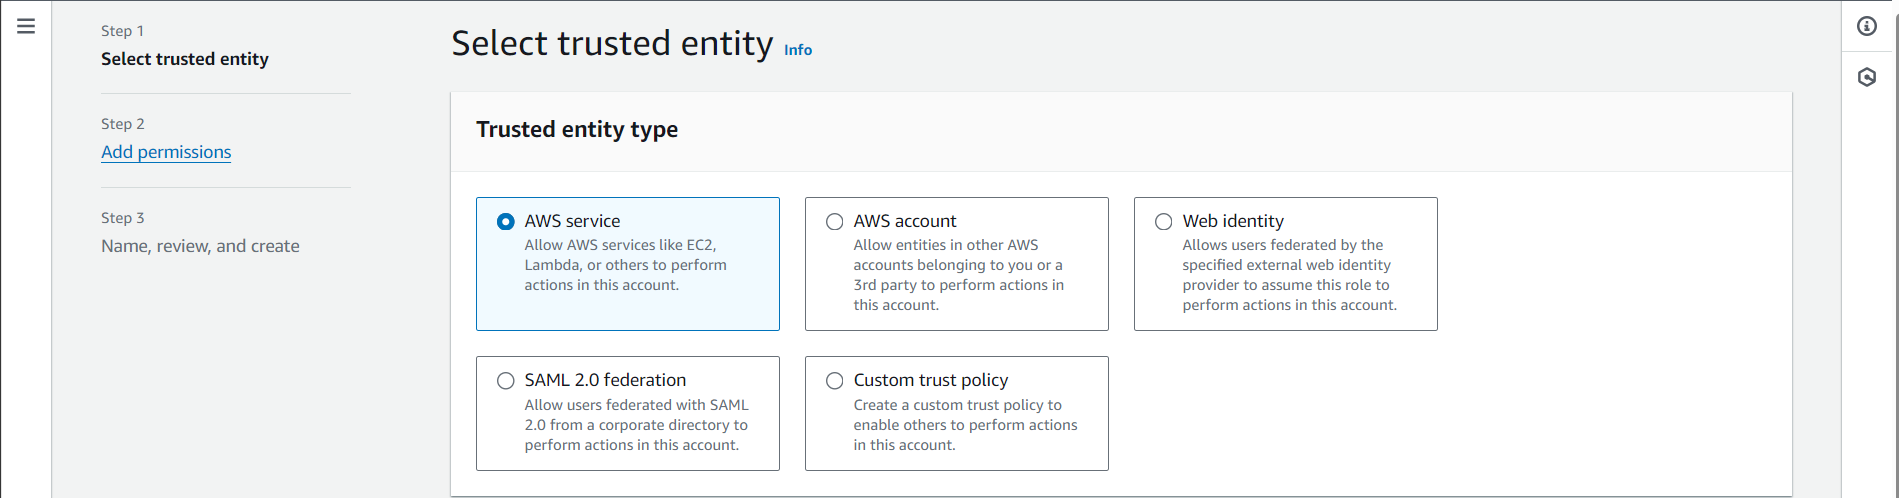 Step 1
Select trusted entity
Step 2
Add permissions
Step 3
Name, review, and create
Select trusted entity Info
Trusted entity type
AWS service
Allow AWS services like EC2,
Lambda, or others to perform
actions in this account.
AWS account
Allow entities in other AWS
accounts belonging to you or a
3rd party to perform actions in
this account.
Web identity
Allows users federated by the
specified external web identity
provider to assume this role to
perform actions in this account.
SAML 2.0 federation
Allow users federated with SAML
2.0 from a corporate directory to
perform actions in this account.
Custom trust policy
Create a custom trust policy to
enable others to perform actions
in this account.